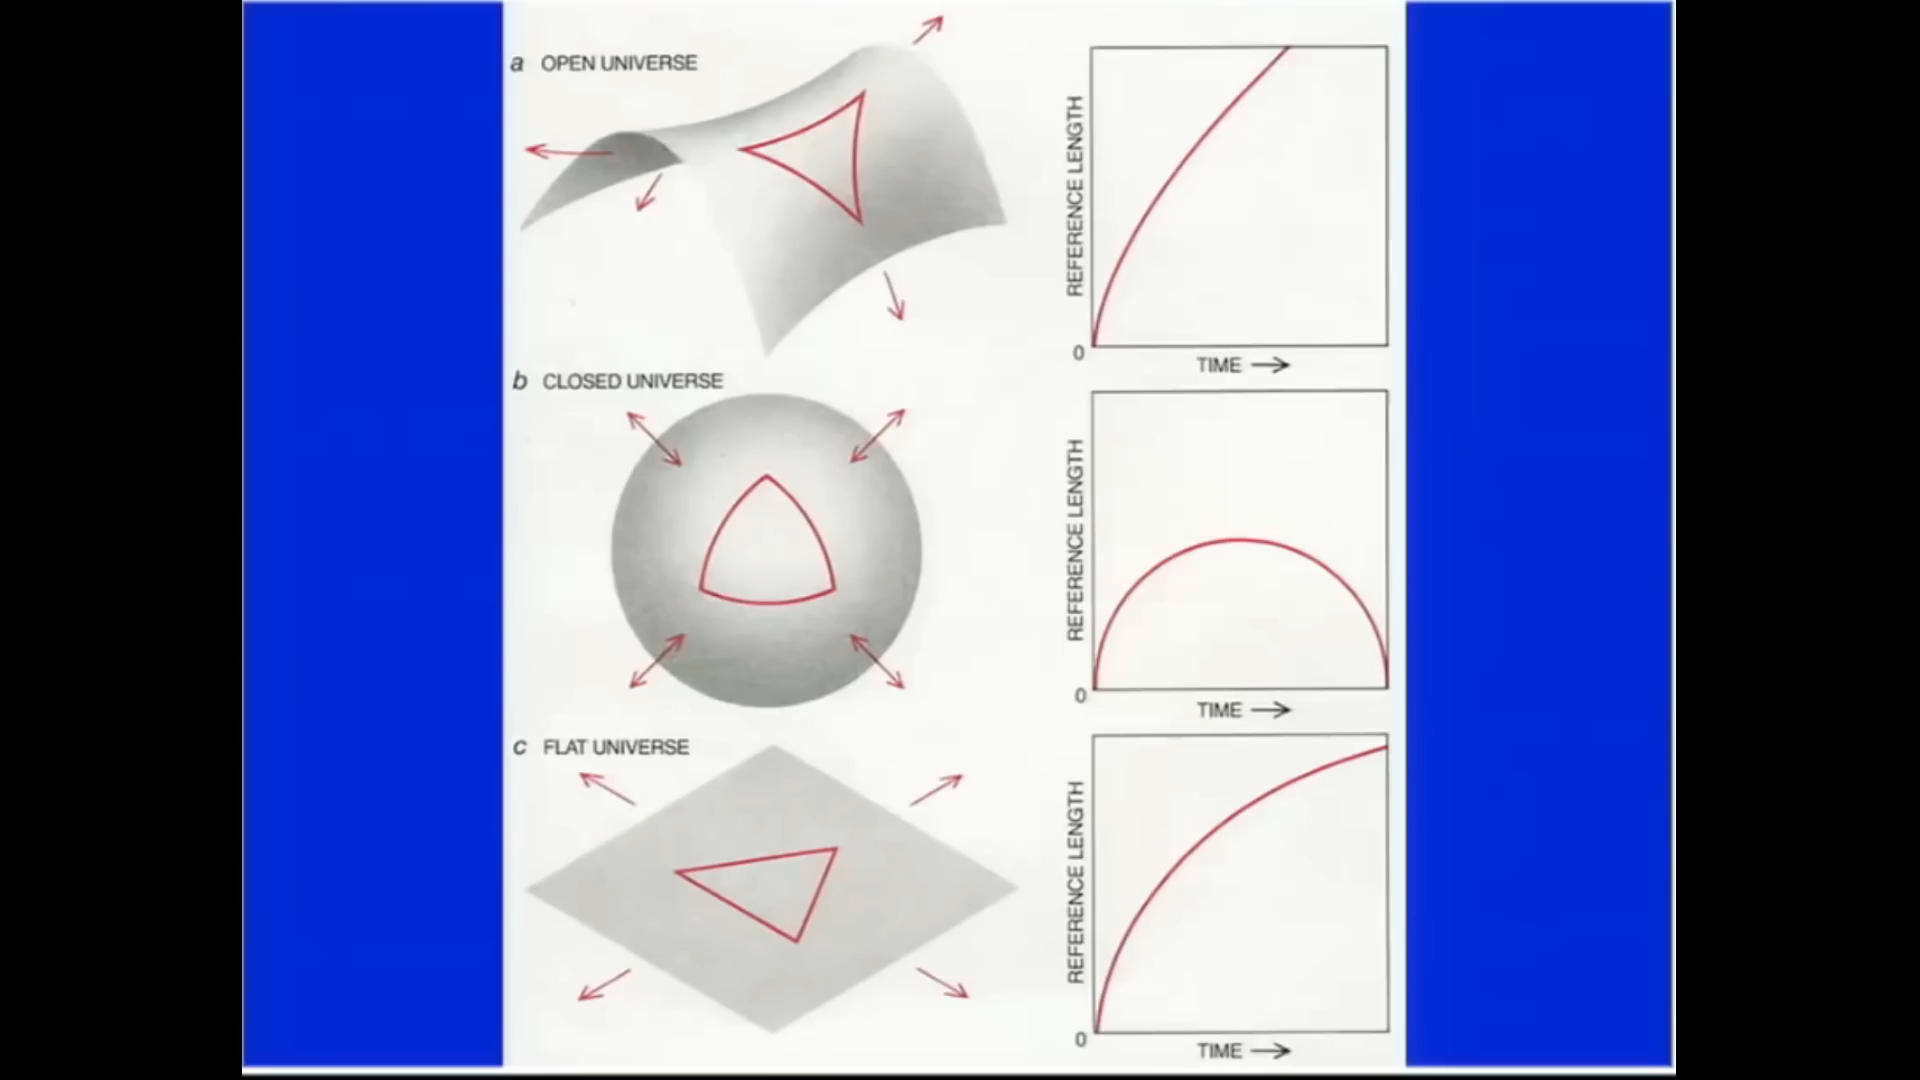 a OPEN UNIVERSE
REFERENCE LENGTH
0
TIME
b CLOSED UNIVERSE
REFERENCE LENGTH
0
TIME
c FLAT UNIVERSE
REFERENCE LENGTH
0
TIME